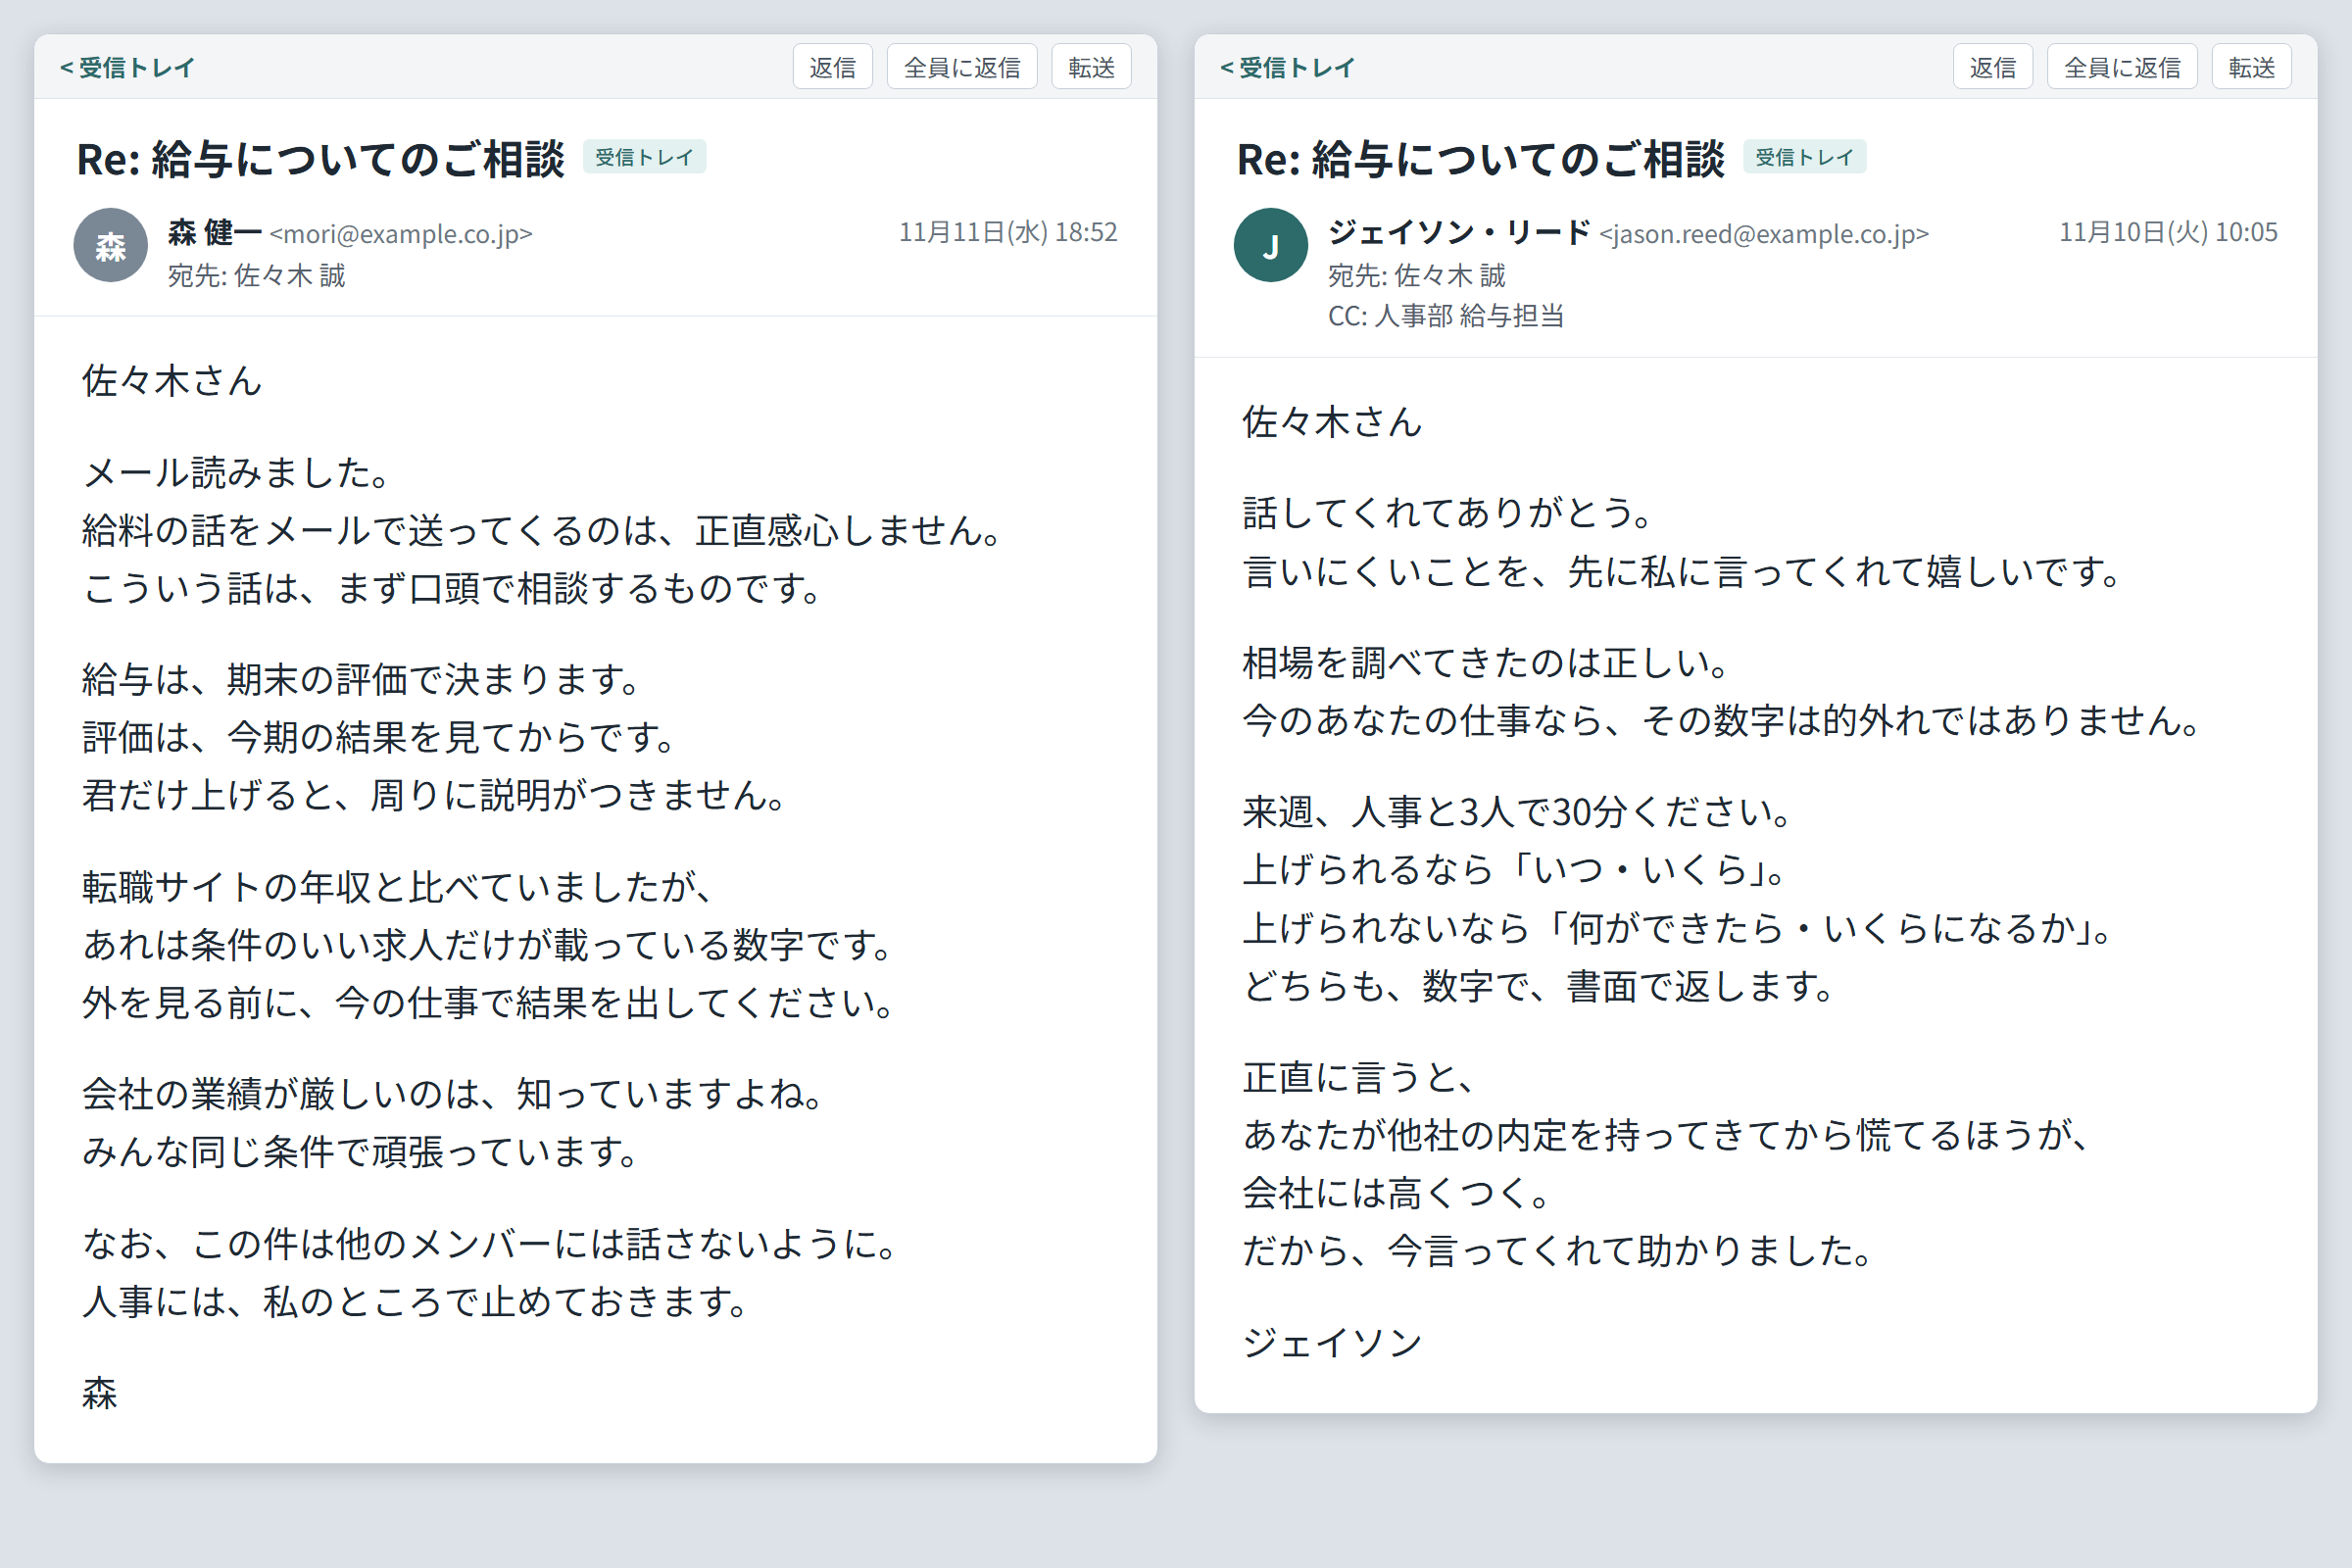 < 受信トレイ
返信
全員に返信
転送
Re: 給与についてのご相談
受信トレイ
森
森 健一 <mori@example.co.jp>
11月11日(水) 18:52
宛先: 佐々木 誠
佐々木さん
メール読みました。
給料の話をメールで送ってくるのは、正直感心しません。
こういう話は、まず口頭で相談するものです。
給与は、期末の評価で決まります。
評価は、今期の結果を見てからです。
君だけ上げると、周りに説明がつきません。
転職サイトの年収と比べていましたが、
あれは条件のいい求人だけが載っている数字です。
外を見る前に、今の仕事で結果を出してください。
会社の業績が厳しいのは、知っていますよね。
みんな同じ条件で頑張っています。
なお、この件は他のメンバーには話さないように。
人事には、私のところで止めておきます。
森
< 受信トレイ
返信
全員に返信
転送
Re: 給与についてのご相談
受信トレイ
J
ジェイソン・リード <jason.reed@example.co.jp>
11月10日(火) 10:05
宛先: 佐々木 誠
CC: 人事部 給与担当
佐々木さん
話してくれてありがとう。
言いにくいことを、先に私に言ってくれて嬉しいです。
相場を調べてきたのは正しい。
今のあなたの仕事なら、その数字は的外れではありません。
来週、人事と3人で30分ください。
上げられるなら「いつ・いくら」。
上げられないなら「何ができたら・いくらになるか」。
どちらも、数字で、書面で返します。
正直に言うと、
あなたが他社の内定を持ってきてから慌てるほうが、
会社には高くつく。
だから、今言ってくれて助かりました。
ジェイソン